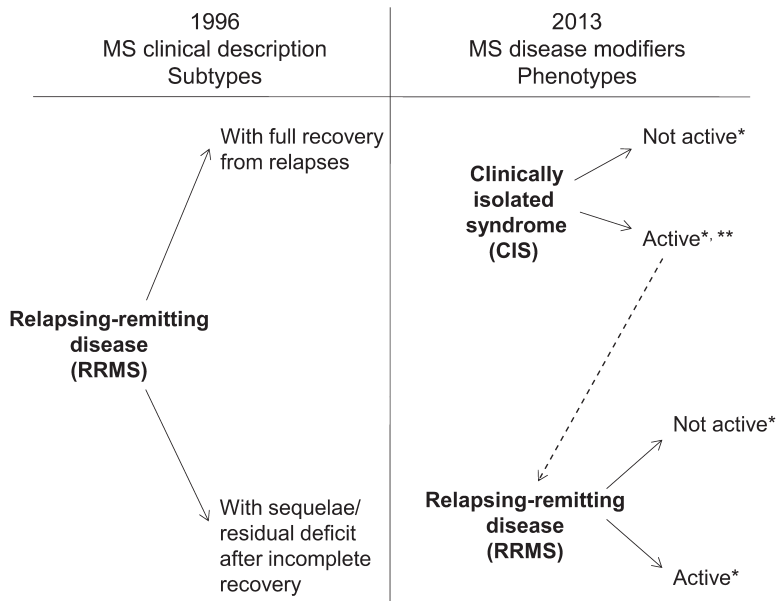 1996
MS clinical description
Subtypes
With full recovery
from relapses
Relapsing-remitting
disease
(RRMS)
With sequelae/
residual deficit
after incomplete
recovery
2013
MS disease modifiers
Phenotypes
Clinically
isolated
syndrome
(CIS)
Not active*
Active*, **
Relapsing-remitting
disease
(RRMS)
Not active*
Active*